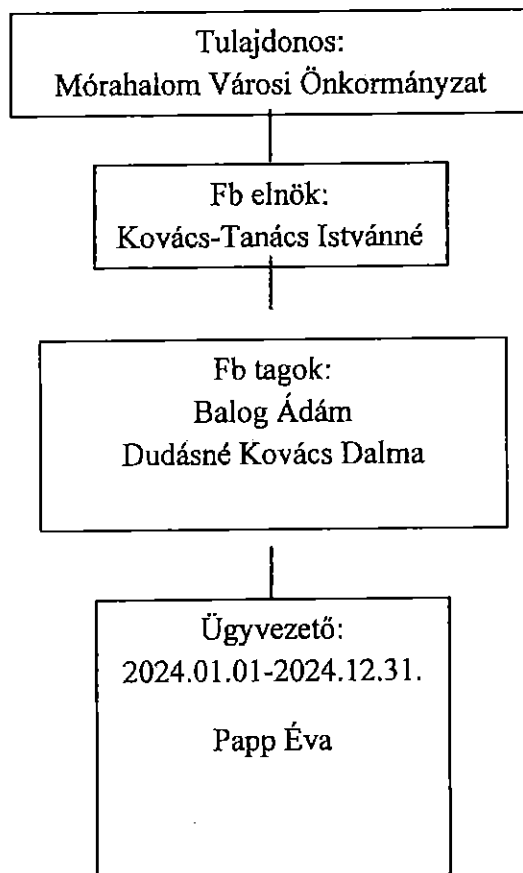 Tulajdonos:
Mórahalom Városi Önkormányzat
Fb elnök:
Kovács-Tanács Istvánné
Fb tagok:
Balog Ádám
Dudásné Kovács Dalma
Ügyvezető:
2024.01.01-2024.12.31.
Papp Éva